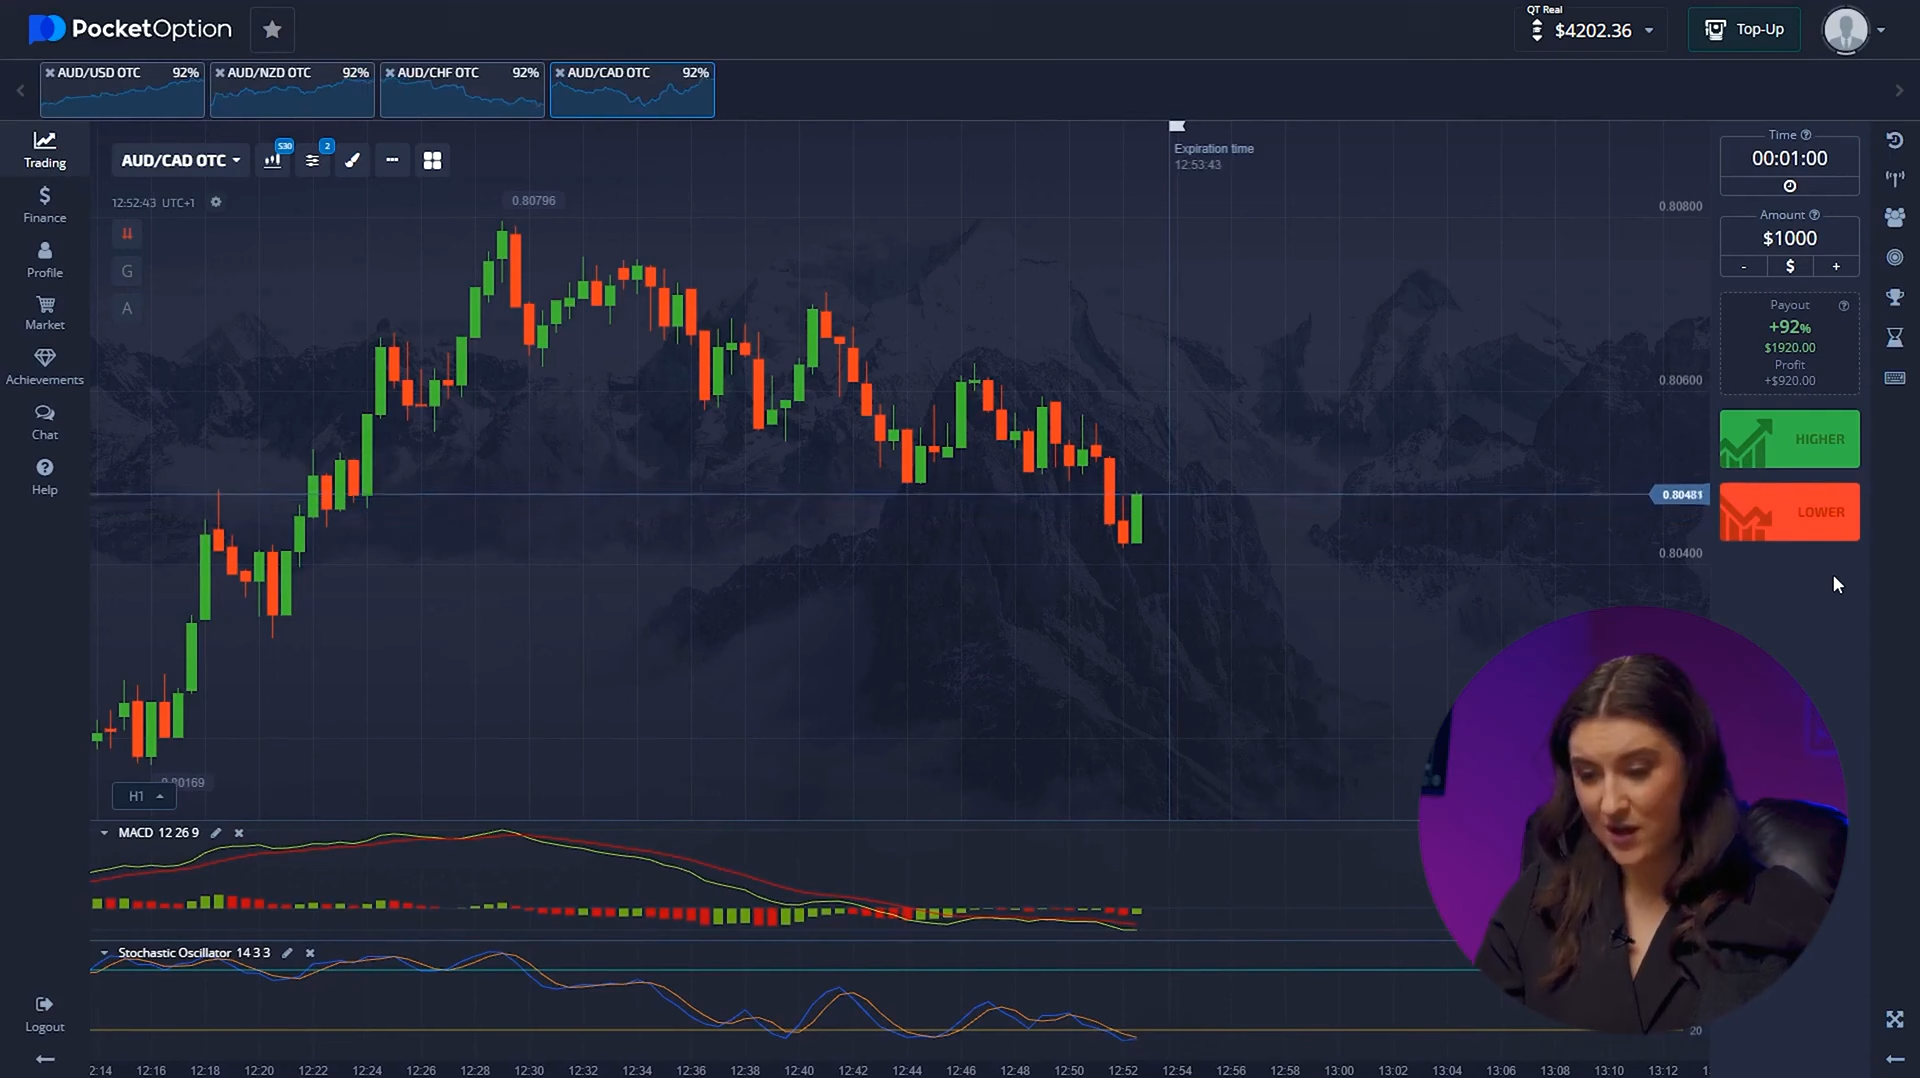 PocketOption
QT Real
$4202.36
Top-Up
AUD/USD OTC 92%
AUD/NZD OTC 92%
AUD/CHF OTC 92%
AUD/CAD OTC 92%
Trading
Finance
Profile
Market
Achievements
Chat
Help
Logout
AUD/CAD OTC
S30
2
12:52:43 UTC+1
G
A
0.80796
Expiration time
12:53:43
0.80800
0.80600
0.80481
0.80400
H1
MACD 12 26 9
Stochastic Oscillator 14 3 3
20
2:14 12:16 12:18 12:20 12:22 12:24 12:26 12:28 12:30 12:32 12:34 12:36 12:38 12:40 12:42 12:44 12:46 12:48 12:50 12:52 12:54 12:56 12:58 13:00 13:02 13:04 13:06 13:08 13:10 13:12
Time
00:01:00
Amount
$1000
- $ +
Payout
+92%
$1920.00
Profit
+$920.00
HIGHER
LOWER